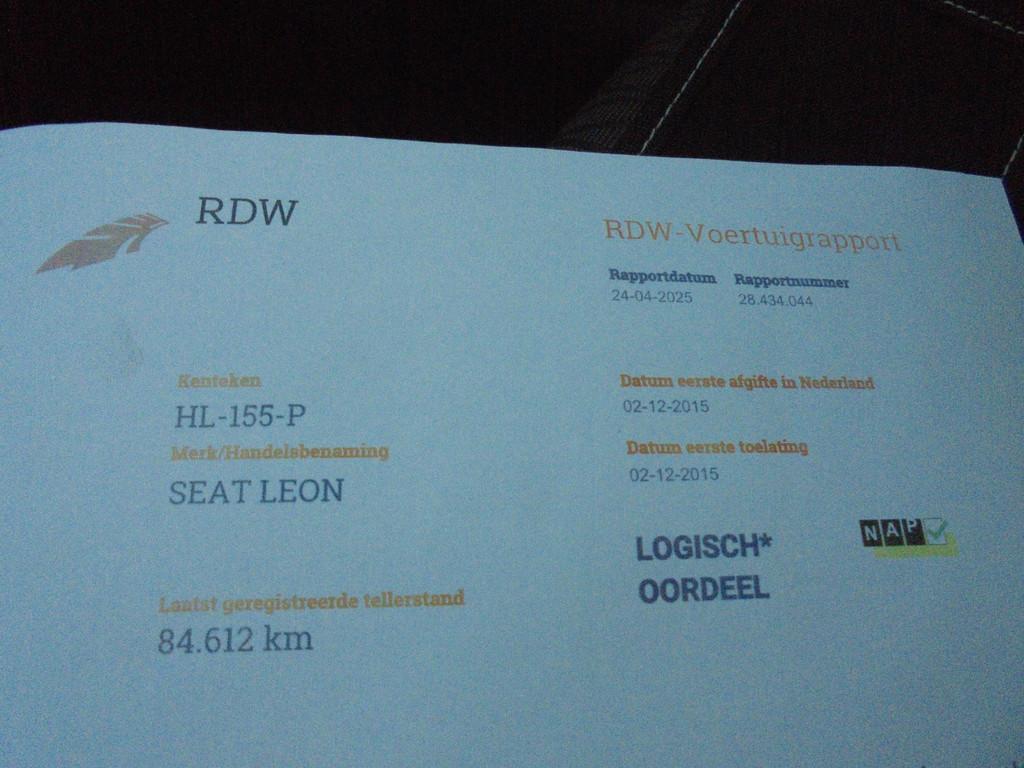 RDW
RDW-Voertuigrapport
Rapportdatum Rapportnummer
24-04-2025 28.434.044
Kenteken
HL-155-P
Merk/Handelsbenaming
SEAT LEON
Datum eerste afgifte in Nederland
02-12-2015
Datum eerste toelating
02-12-2015
LOGISCH*
OORDEEL
NAP
Laatst geregistreerde tellerstand
84.612 km